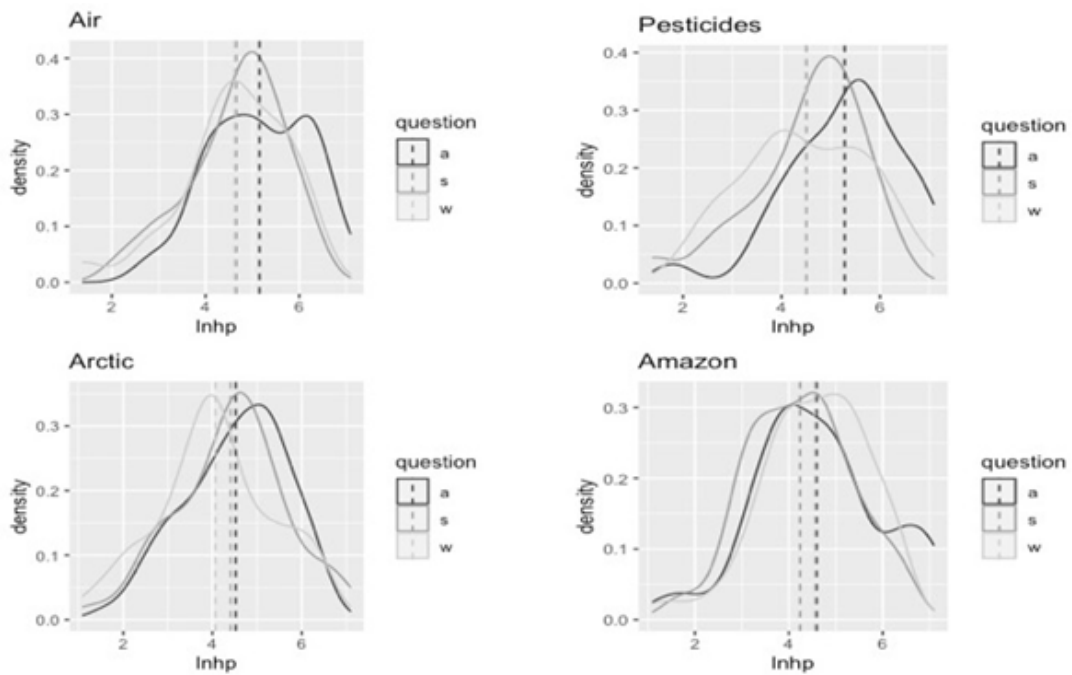 Air
0.4
0.3
0.2
0.1
0.0
density
2 4 6
lnhp
question
a
s
w
Pesticides
0.4
0.3
0.2
0.1
0.0
density
2 4 6
lnhp
question
a
s
w
Arctic
0.3
0.2
0.1
0.0
density
2 4 6
lnhp
question
a
s
w
Amazon
0.3
0.2
0.1
0.0
density
2 4 6
lnhp
question
a
s
w